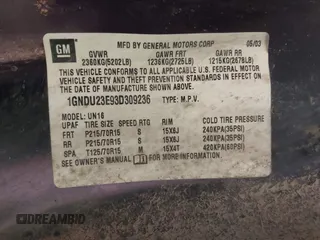 GM
MFD BY GENERAL MOTORS CORP 05/03
GVWR GAWR FRT GAWR RR
2360KG(5202LB) 1236KG(2725LB) 1215KG(2678LB)
THIS VEHICLE CONFORMS TO ALL APPLICABLE U.S. FEDERAL MOTOR
VEHICLE SAFETY AND THEFT PREVENTION STANDARDS IN EFFECT ON
THE DATE OF MANUFACTURE SHOWN ABOVE.
1GNDU23E93D309236 TYPE: M.P.V.
MODEL: UN16
UPAF TIRE SIZE SPEED RTG RIM COLD TIRE PRESSURE
FRT P215/70R15 S 15X6J 240KPA(35PSI)
RR P215/70R15 S 15X6J 240KPA(35PSI)
SPA T125/70R15 M 15X4T 420KPA(60PSI)
SEE OWNER'S MANUAL FOR MORE INFORMATION.
DREAMBID